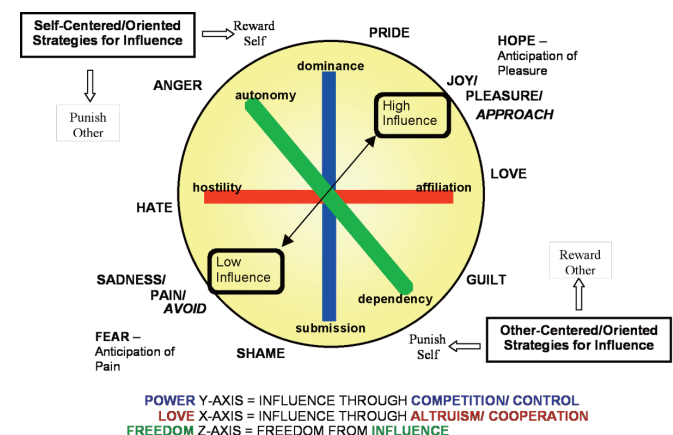 Self-Centered/Oriented
Strategies for Influence
Reward
Self
PRIDE
HOPE –
Anticipation of
Pleasure
dominance
ANGER
autonomy
JOY/
PLEASURE/
APPROACH
High
Influence
Punish
Other
LOVE
hostility
affiliation
HATE
Reward
Other
Low
Influence
SADNESS/
PAIN/
AVOID
GUILT
dependency
submission
FEAR –
Anticipation of
Pain
SHAME
Punish
Self
Other-Centered/Oriented
Strategies for Influence
POWER Y-AXIS = INFLUENCE THROUGH COMPETITION/ CONTROL
LOVE X-AXIS = INFLUENCE THROUGH ALTRUISM/ COOPERATION
FREEDOM Z-AXIS = FREEDOM FROM INFLUENCE